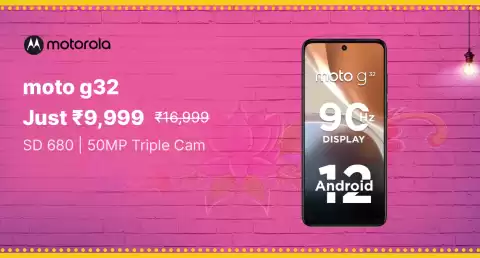 motorola
moto g32
Just ₹9,999 ₹16,999
SD 680 | 50MP Triple Cam
moto g32
90Hz
DISPLAY
12
Android